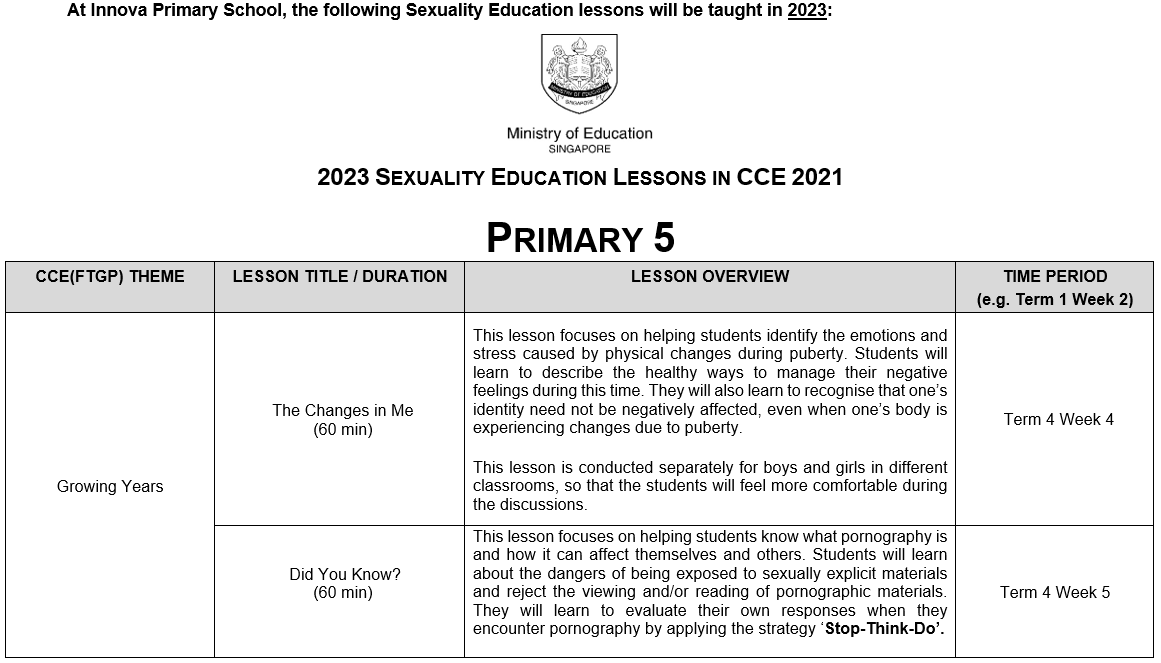 At Innova Primary School, the following Sexuality Education lessons will be taught in 2023:
MINISTRY OF EDUCATION
SINGAPORE
Ministry of Education
SINGAPORE
2023 SEXUALITY EDUCATION LESSONS IN CCE 2021
PRIMARY 5
CCE(FTGP) THEME
LESSON TITLE / DURATION
LESSON OVERVIEW
TIME PERIOD
(e.g. Term 1 Week 2)
Growing Years
The Changes in Me
(60 min)
This lesson focuses on helping students identify the emotions and
stress caused by physical changes during puberty. Students will
learn to describe the healthy ways to manage their negative
feelings during this time. They will also learn to recognise that one’s
identity need not be negatively affected, even when one’s body is
experiencing changes due to puberty.
This lesson is conducted separately for boys and girls in different
classrooms, so that the students will feel more comfortable during
the discussions.
Term 4 Week 4
Did You Know?
(60 min)
This lesson focuses on helping students know what pornography is
and how it can affect themselves and others. Students will learn
about the dangers of being exposed to sexually explicit materials
and reject the viewing and/or reading of pornographic materials.
They will learn to evaluate their own responses when they
encounter pornography by applying the strategy ‘Stop-Think-Do’.
Term 4 Week 5